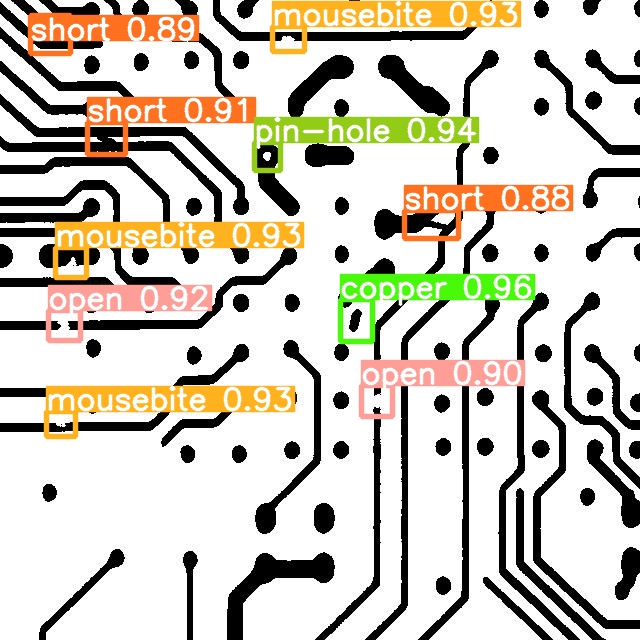 mousebite 0.93
short 0.89
short 0.91
pin-hole 0.94
short 0.88
mousebite 0.93
copper 0.96
open 0.92
open 0.90
mousebite 0.93